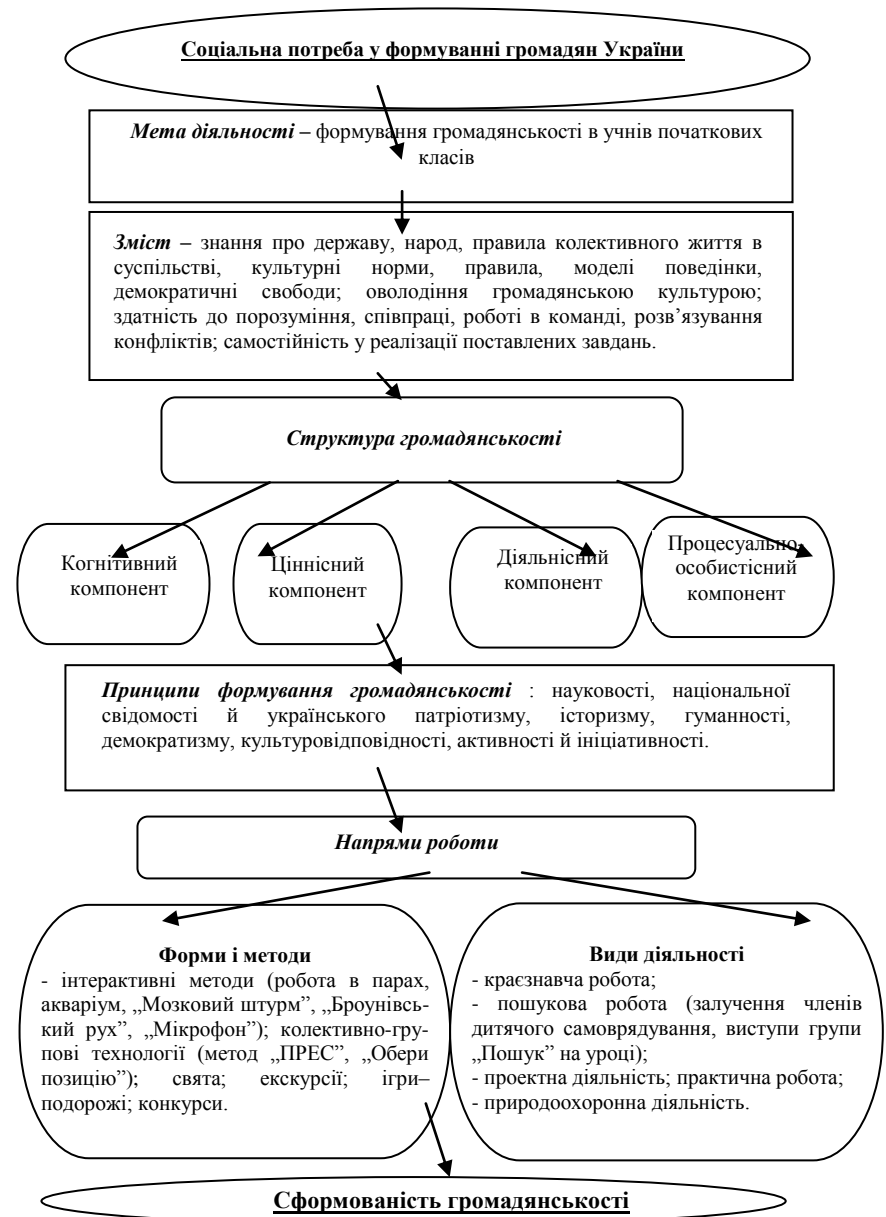 Соціальна потреба у формуванні громадян України
Мета діяльності – формування громадянськості в учнів початкових
класів
Зміст – знання про державу, народ, правила колективного життя в
суспільстві, культурні норми, правила, моделі поведінки,
демократичні свободи; оволодіння громадянською культурою;
здатність до порозуміння, співпраці, роботі в команді, розв’язування
конфліктів; самостійність у реалізації поставлених завдань.
Структура громадянськості
Когнітивний
компонент
Ціннісний
компонент
Діяльнісний
компонент
Процесуально-
особистісний
компонент
Принципи формування громадянськості : науковості, національної
свідомості й українського патріотизму, історизму, гуманності,
демократизму, культуровідповідності, активності й ініціативності.
Напрями роботи
Форми і методи
- інтерактивні методи (робота в парах,
акваріум, „Мозковий штурм”, „Броунівсь-
кий рух”, „Мікрофон”); колективно-гру-
пові технології (метод „ПРЕС”, „Обери
позицію”); свята; екскурсії; ігри–
подорожі; конкурси.
Види діяльності
- краєзнавча робота;
- пошукова робота (залучення членів
дитячого самоврядування, виступи групи
„Пошук” на уроці);
- проектна діяльність; практична робота;
- природоохоронна діяльність.
Сформованість громадянськості